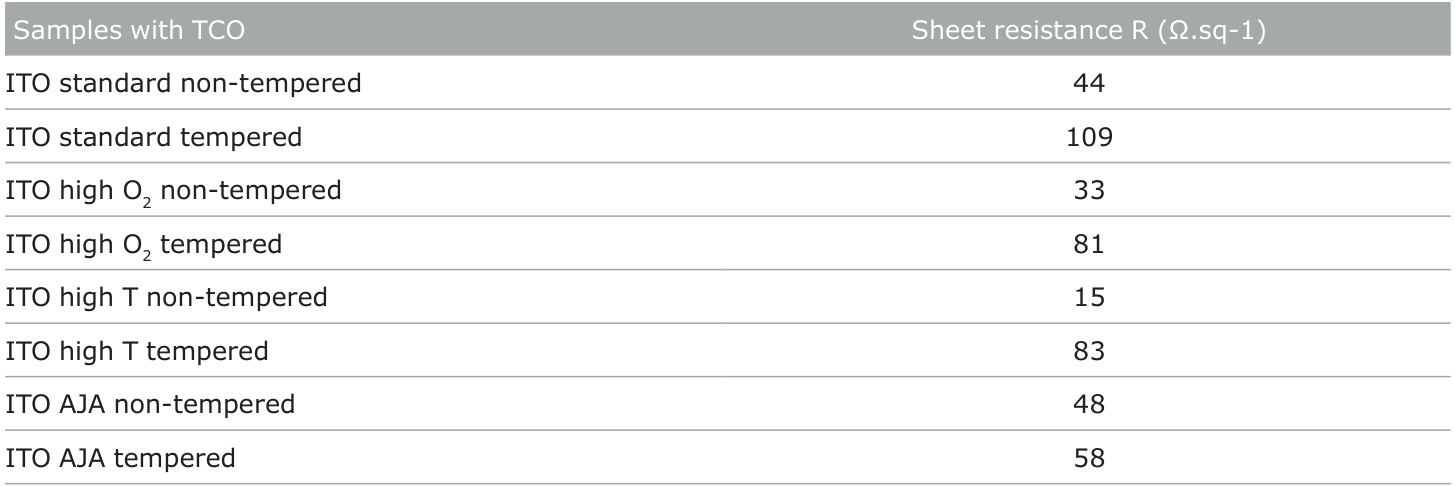 Samples with TCO Sheet resistance R (Ω.sq-1)
ITO standard non-tempered 44
ITO standard tempered 109
ITO high O₂ non-tempered 33
ITO high O₂ tempered 81
ITO high T non-tempered 15
ITO high T tempered 83
ITO AJA non-tempered 48
ITO AJA tempered 58